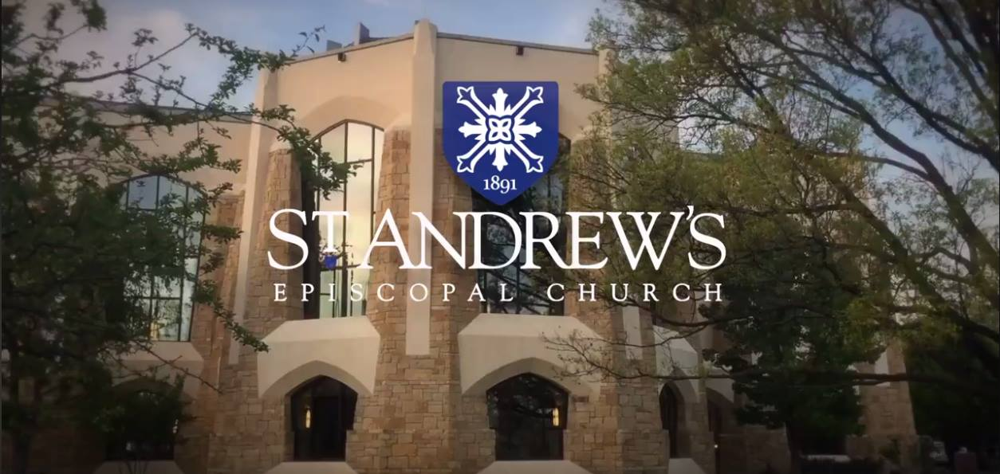 1891
ST ANDREW'S
EPISCOPAL CHURCH